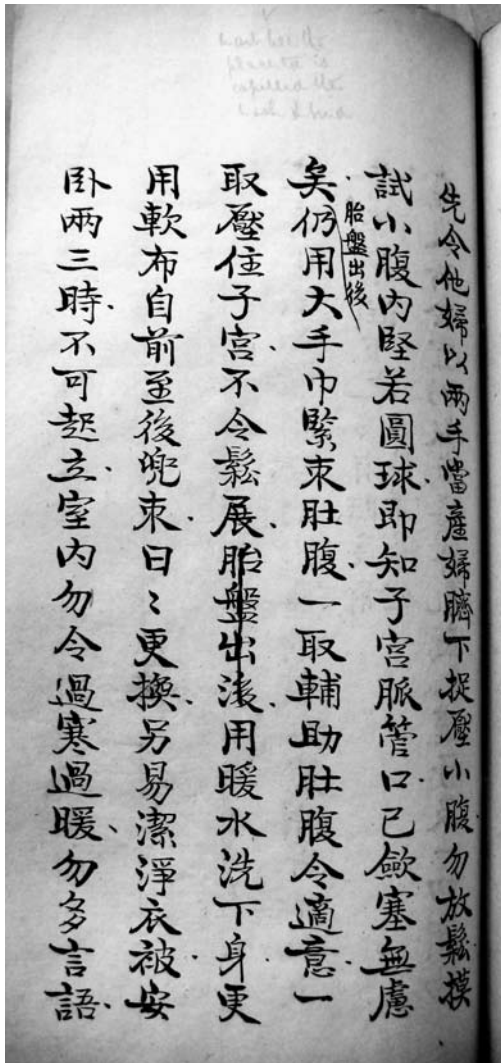 先令他婦以兩手當產婦臍下捉壓小腹勿放鬆摸
試小腹內堅若圓球即知子宮脈管口已歛塞無慮
矣仍用大手巾緊束肚腹一取輔助肚腹令適意一
胎盤出後
取壓住子宮不令鬆展胎盤出後用暖水洗下身更
用軟布自前至後兜束日〻更換另易潔淨衣被安
臥兩三時不可起立室內勿令過寒過暖勿多言語
placenta is
expelled the